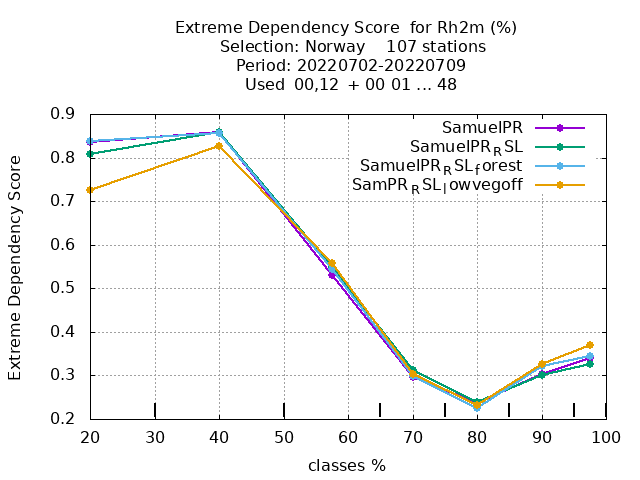 Extreme Dependency Score for Rh2m (%)
Selection: Norway 107 stations
Period: 20220702-20220709
Used 00,12 + 00 01 ... 48
Extreme Dependency Score
0.9
0.8
0.7
0.6
0.5
0.4
0.3
0.2
SamuelPR
SamuelPR_RSL
SamuelPR_RSL_forest
SamPR_RSL_lowvegoff
20 30 40 50 60 70 80 90 100
classes %